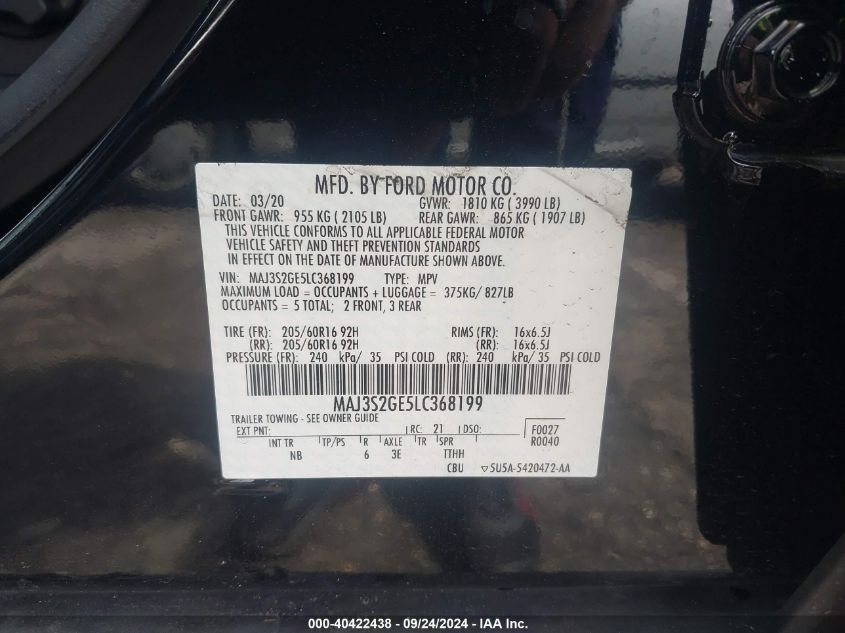 MFD. BY FORD MOTOR CO.
DATE: 03/20 GVWR: 1810 KG ( 3990 LB)
FRONT GAWR: 955 KG ( 2105 LB) REAR GAWR: 865 KG ( 1907 LB)
THIS VEHICLE CONFORMS TO ALL APPLICABLE FEDERAL MOTOR
VEHICLE SAFETY AND THEFT PREVENTION STANDARDS
IN EFFECT ON THE DATE OF MANUFACTURE SHOWN ABOVE.
VIN: MAJ3S2GE5LC368199 TYPE: MPV
MAXIMUM LOAD = OCCUPANTS + LUGGAGE = 375KG/ 827LB
OCCUPANTS = 5 TOTAL; 2 FRONT, 3 REAR
TIRE (FR): 205/60R16 92H RIMS (FR): 16x6.5J
(RR): 205/60R16 92H (RR): 16x6.5J
PRESSURE (FR): 240 kPa/ 35 PSI COLD (RR): 240 kPa/ 35 PSI COLD
MAJ3S2GE5LC368199
TRAILER TOWING - SEE OWNER GUIDE
EXT PNT: RC: 21 DSO: F0027
INT TR TP/PS R AXLE TR SPR R0040
NB 6 3E TTHH
CBU 5U5A-5420472-AA
000-40422438 - 09/24/2024 - IAA Inc.